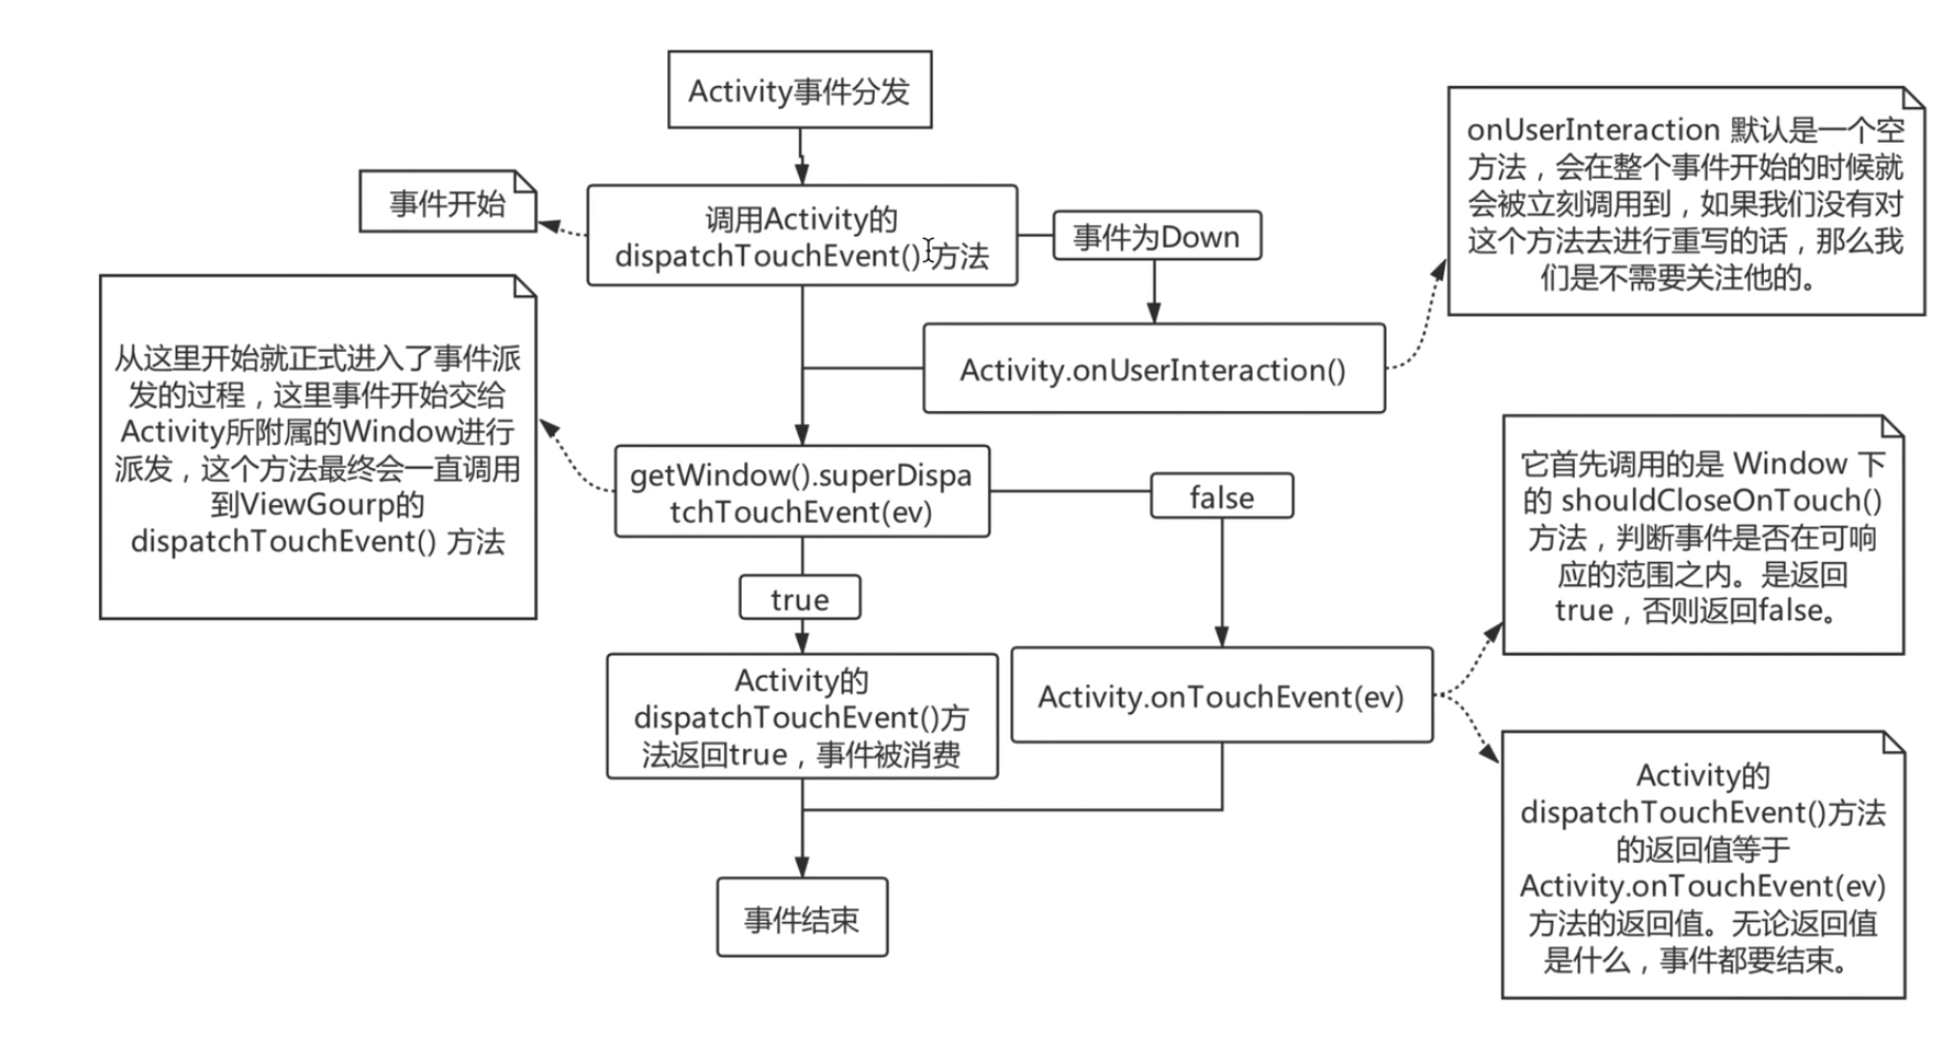 Activity事件分发
事件开始
调用Activity的
dispatchTouchEvent()方法
事件为Down
onUserInteraction 默认是一个空
方法，会在整个事件开始的时候就
会被立刻调用到，如果我们没有对
这个方法去进行重写的话，那么我
们是不需要关注他的。
Activity.onUserInteraction()
从这里开始就正式进入了事件派
发的过程，这里事件开始交给
Activity所附属的Window进行
派发，这个方法最终会一直调用
到ViewGourp的
dispatchTouchEvent() 方法
getWindow().superDispa
tchTouchEvent(ev)
false
它首先调用的是 Window 下
的 shouldCloseOnTouch()
方法，判断事件是否在可响
应的范围之内。是返回
true，否则返回false。
true
Activity的
dispatchTouchEvent()方
法返回true，事件被消费
Activity.onTouchEvent(ev)
Activity的
dispatchTouchEvent()方法
的返回值等于
Activity.onTouchEvent(ev)
方法的返回值。无论返回值
是什么，事件都要结束。
事件结束